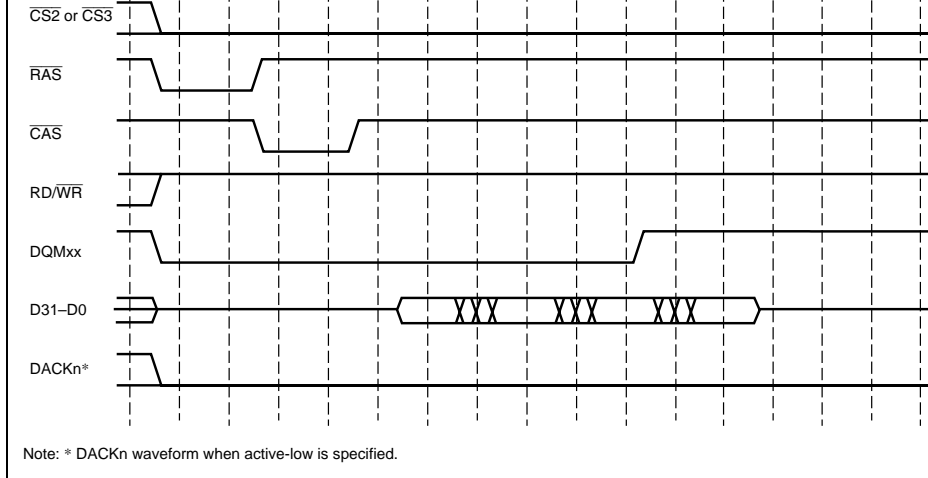 CS2 or CS3
RAS
CAS
RD/WR
DQMxx
D31–D0
DACKn*
Note: * DACKn waveform when active-low is specified.